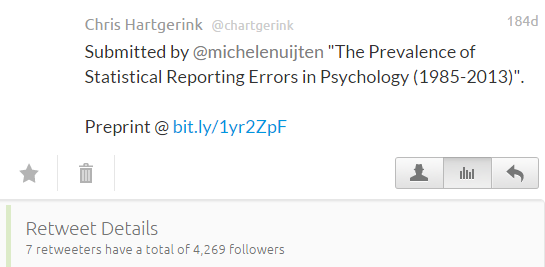 Chris Hartgerink @chartgerink 184d
Submitted by @michelenuijten "The Prevalence of
Statistical Reporting Errors in Psychology (1985-2013)".
Preprint @ bit.ly/1yr2ZpF
Retweet Details
7 retweeters have a total of 4,269 followers